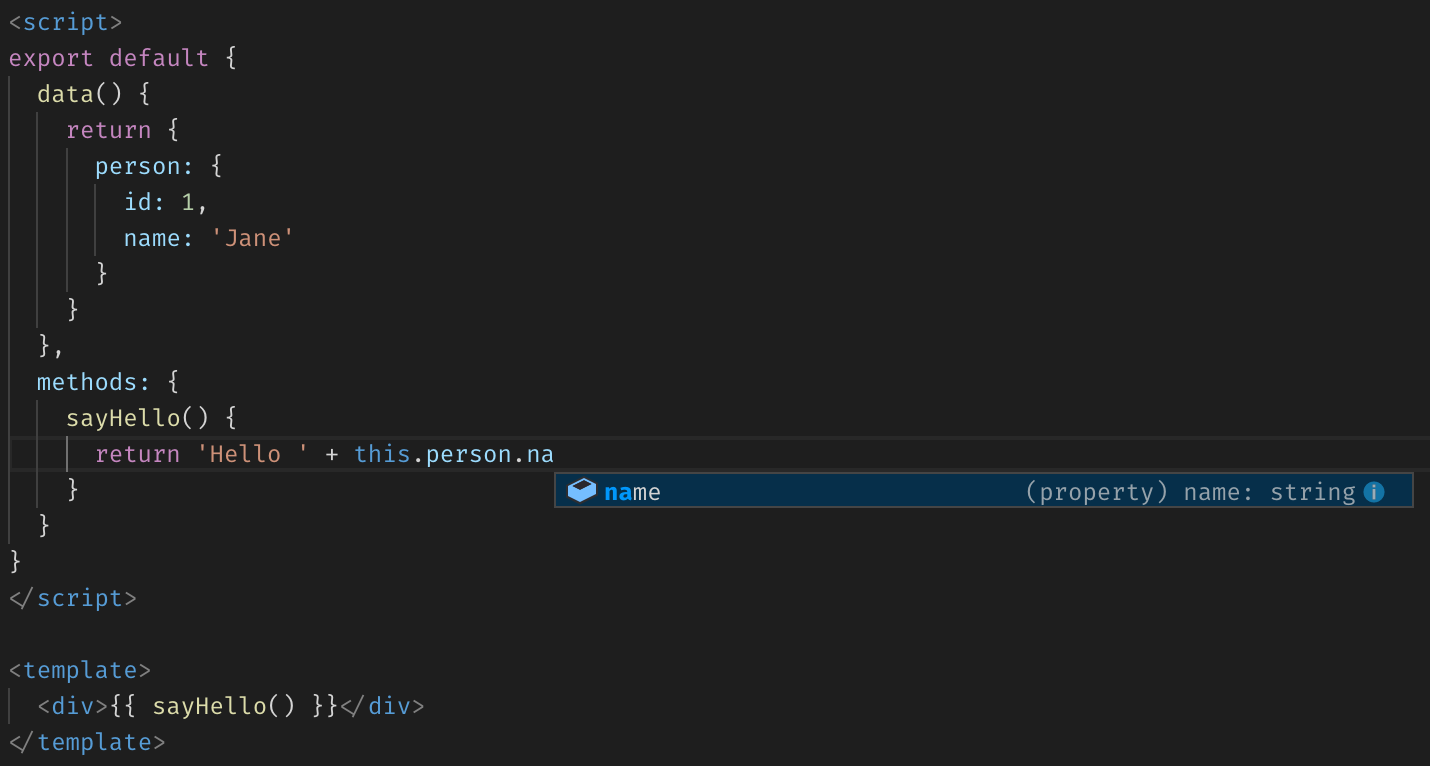 <script>
export default {
  data() {
    return {
      person: {
        id: 1,
        name: 'Jane'
      }
    }
  },
  methods: {
    sayHello() {
      return 'Hello ' + this.person.na
name (property) name: string
    }
  }
}
</script>

<template>
  <div>{{ sayHello() }}</div>
</template>